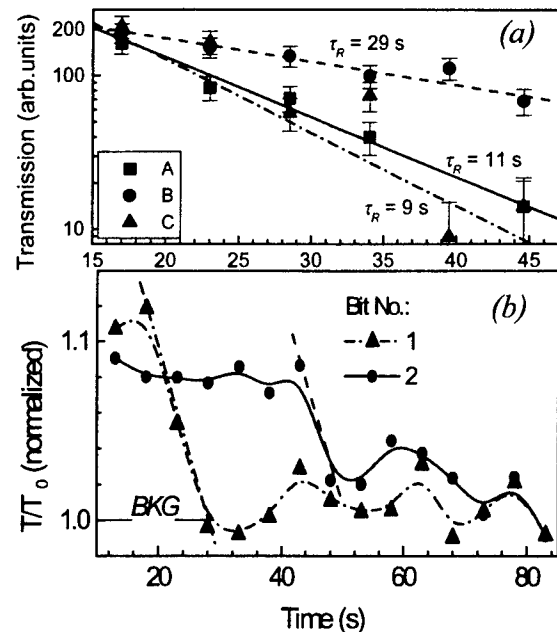 (a)
Transmission (arb.units)
200
100
10
τR = 29 s
τR = 11 s
τR = 9 s
A
B
C
15 20 25 30 35 40 45
(b)
T/T0 (normalized)
1.1
1.0
Bit No.:
1
2
BKG
20 40 60 80
Time (s)